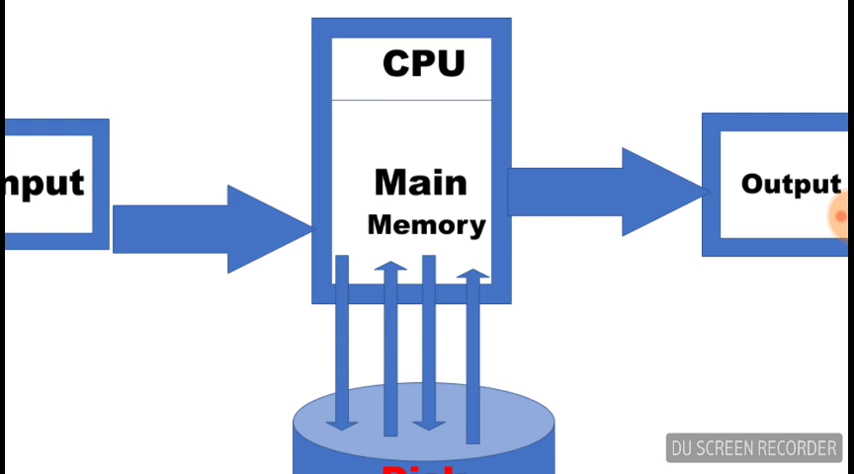 CPU
nput
Main
Memory
Output
DU SCREEN RECORDER